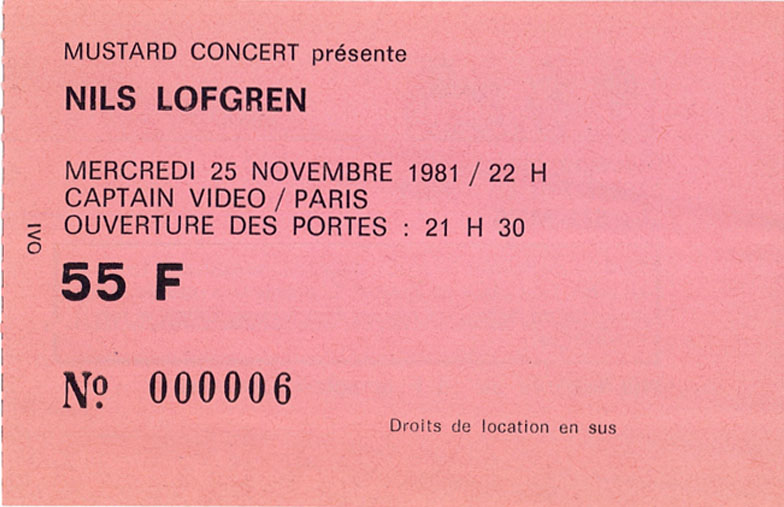 MUSTARD CONCERT présente
NILS LOFGREN
MERCREDI 25 NOVEMBRE 1981 / 22 H
CAPTAIN VIDEO / PARIS
OUVERTURE DES PORTES : 21 H 30
IVO
55 F
Nº. 000006
Droits de location en sus